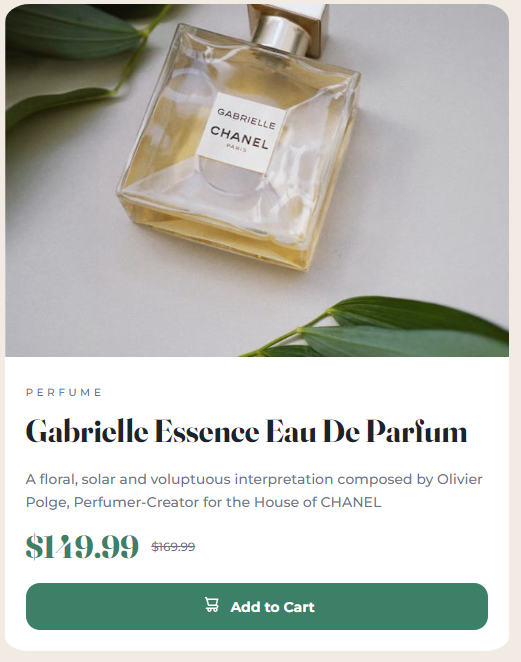 GABRIELLE
CHANEL
PARIS
PERFUME
Gabrielle Essence Eau De Parfum
A floral, solar and voluptuous interpretation composed by Olivier
Polge, Perfumer-Creator for the House of CHANEL
$149.99 $169.99
Add to Cart